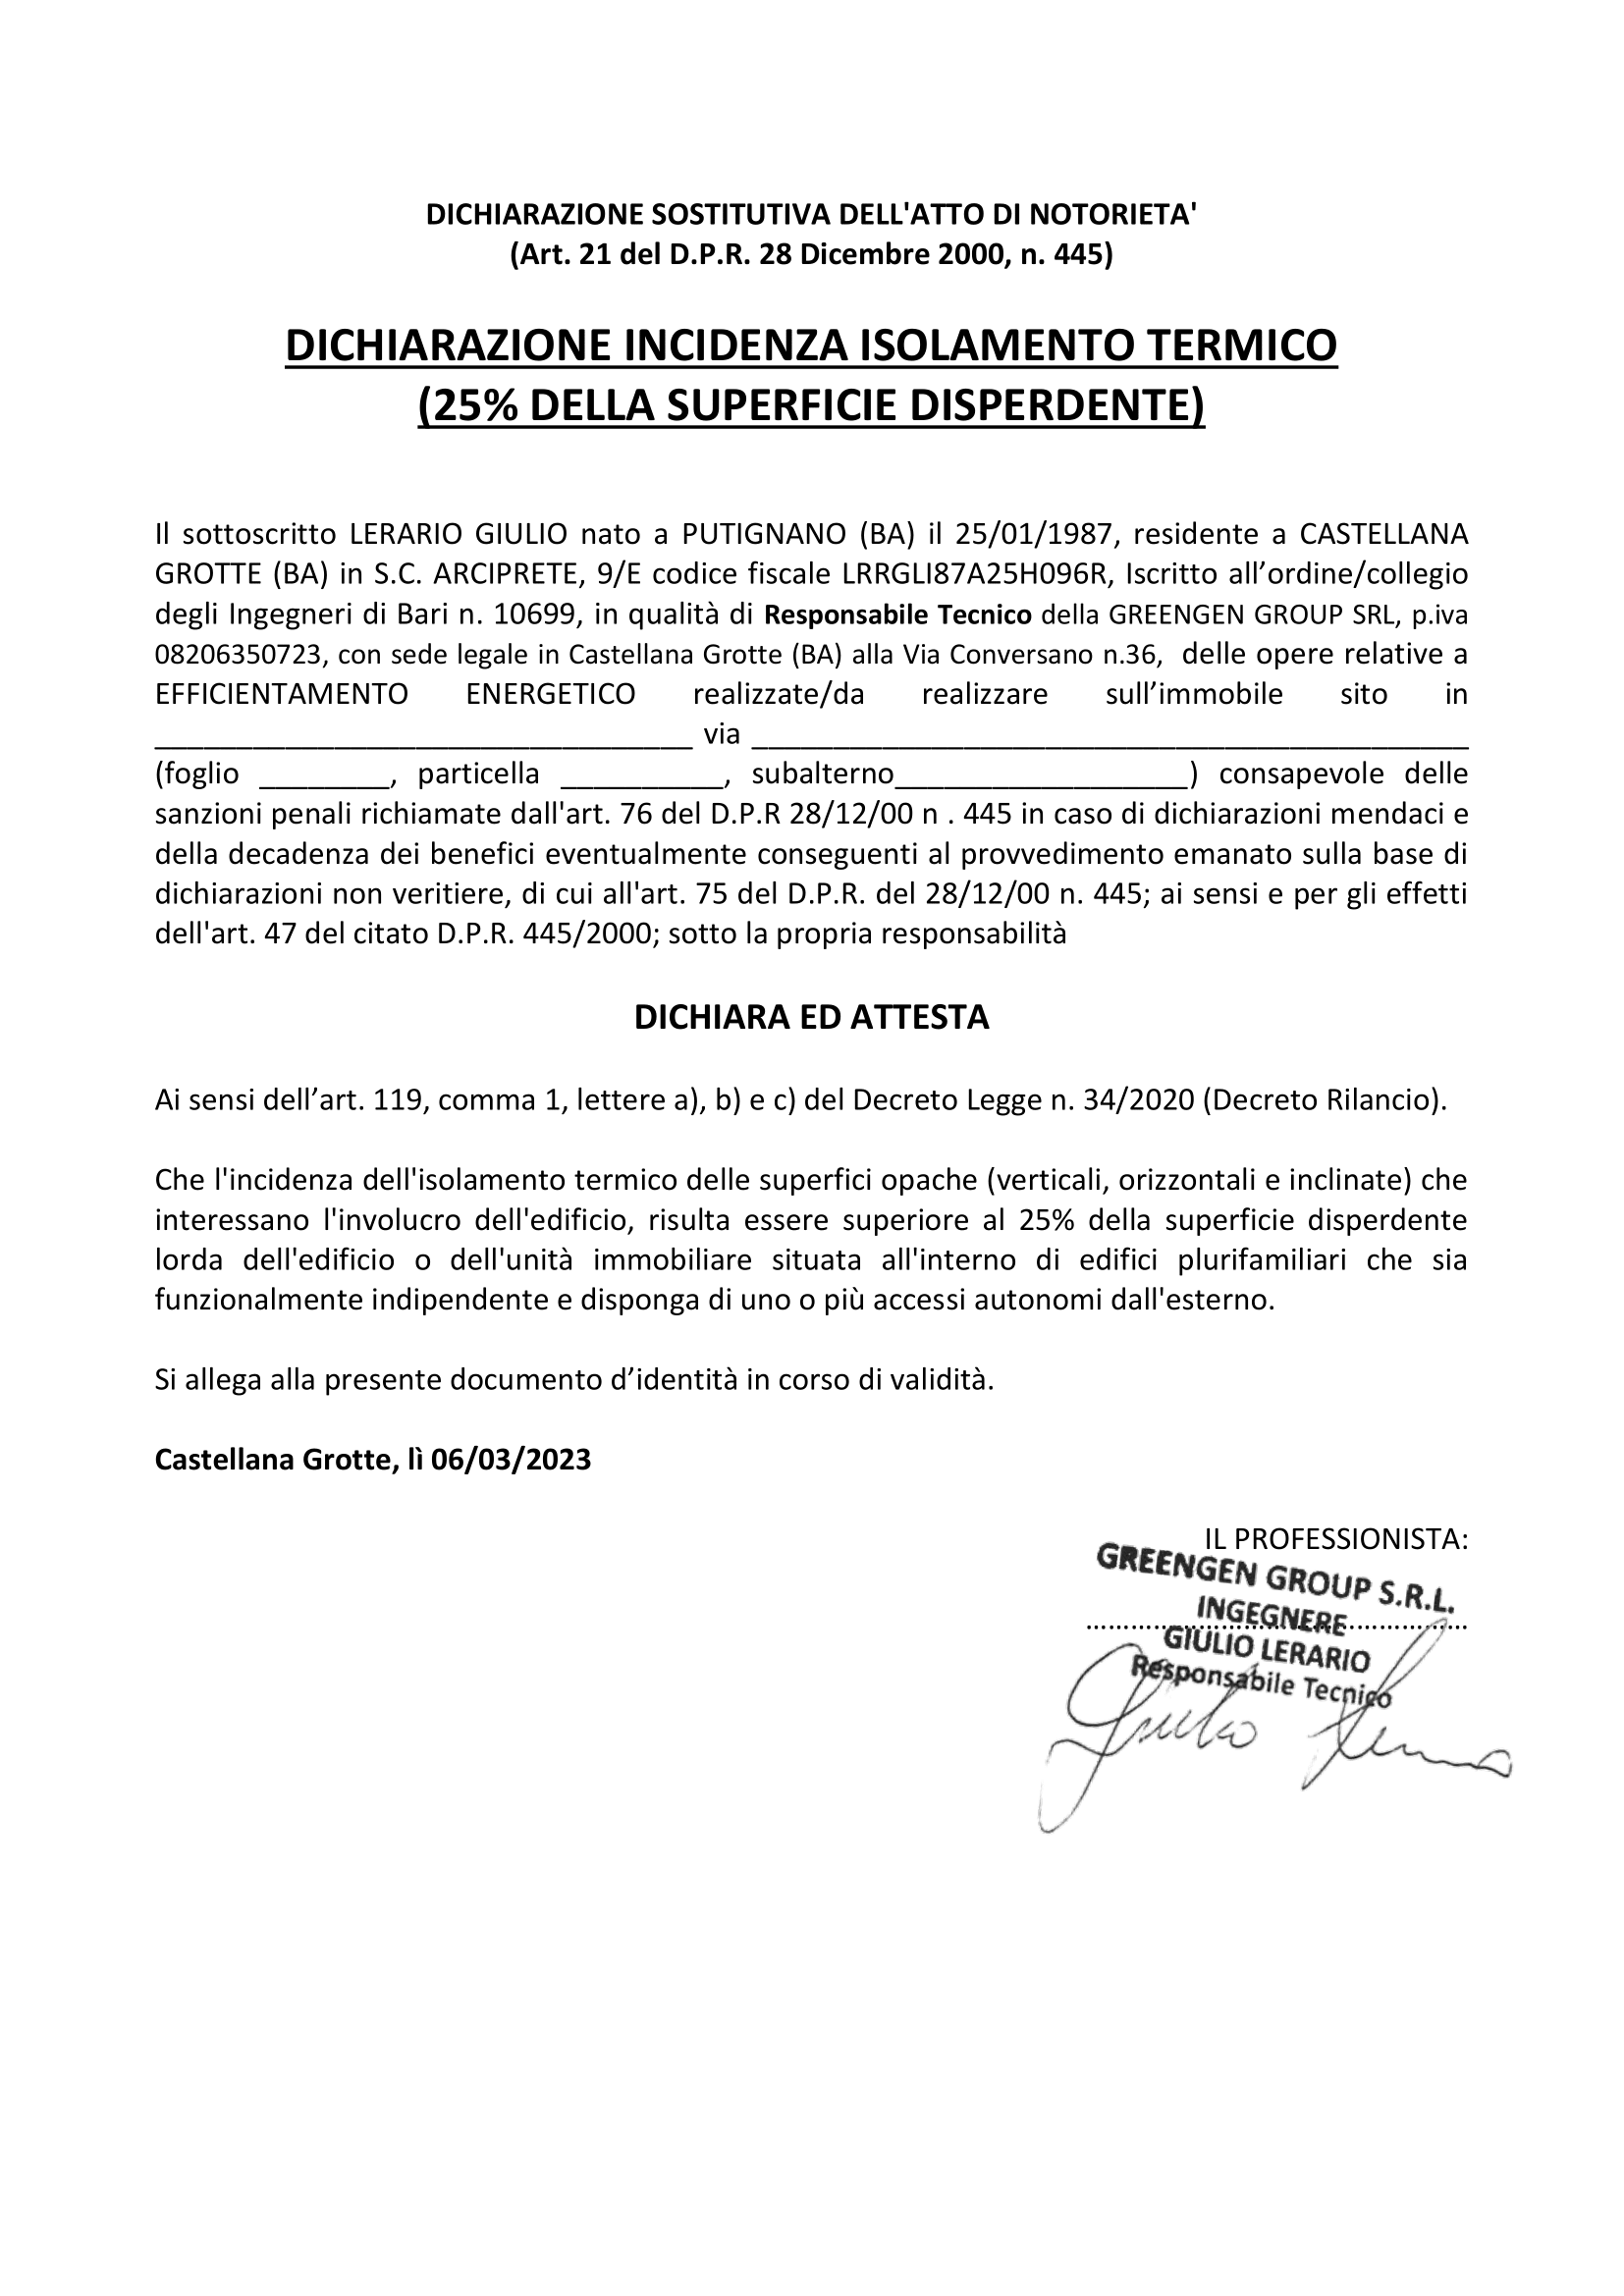 DICHIARAZIONE SOSTITUTIVA DELL'ATTO DI NOTORIETA'
(Art. 21 del D.P.R. 28 Dicembre 2000, n. 445)
DICHIARAZIONE INCIDENZA ISOLAMENTO TERMICO
(25% DELLA SUPERFICIE DISPERDENTE)
Il sottoscritto LERARIO GIULIO nato a PUTIGNANO (BA) il 25/01/1987, residente a CASTELLANA
GROTTE (BA) in S.C. ARCIPRETE, 9/E codice fiscale LRRGLI87A25H096R, Iscritto all’ordine/collegio
degli Ingegneri di Bari n. 10699, in qualità di Responsabile Tecnico della GREENGEN GROUP SRL, p.iva
08206350723, con sede legale in Castellana Grotte (BA) alla Via Conversano n.36, delle opere relative a
EFFICIENTAMENTO ENERGETICO realizzate/da realizzare sull’immobile sito in
_________________________________ via ____________________________________________
(foglio ________, particella __________, subalterno__________________) consapevole delle
sanzioni penali richiamate dall'art. 76 del D.P.R 28/12/00 n . 445 in caso di dichiarazioni mendaci e
della decadenza dei benefici eventualmente conseguenti al provvedimento emanato sulla base di
dichiarazioni non veritiere, di cui all'art. 75 del D.P.R. del 28/12/00 n. 445; ai sensi e per gli effetti
dell'art. 47 del citato D.P.R. 445/2000; sotto la propria responsabilità
DICHIARA ED ATTESTA
Ai sensi dell’art. 119, comma 1, lettere a), b) e c) del Decreto Legge n. 34/2020 (Decreto Rilancio).
Che l'incidenza dell'isolamento termico delle superfici opache (verticali, orizzontali e inclinate) che
interessano l'involucro dell'edificio, risulta essere superiore al 25% della superficie disperdente
lorda dell'edificio o dell'unità immobiliare situata all'interno di edifici plurifamiliari che sia
funzionalmente indipendente e disponga di uno o più accessi autonomi dall'esterno.
Si allega alla presente documento d’identità in corso di validità.
Castellana Grotte, lì 06/03/2023
IL PROFESSIONISTA:
GREENGEN GROUP S.R.L.
INGEGNERE
GIULIO LERARIO
Responsabile Tecnico